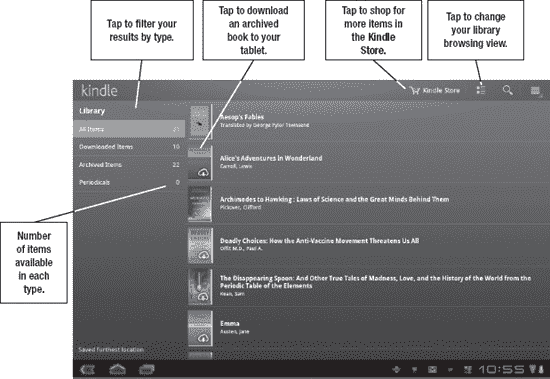 Tap to filter your
results by type.
Tap to download
an archived
book to your
tablet.
Tap to shop for
more items in
the Kindle
Store.
Tap to change
your library
browsing view.
kindle
Kindle Store
Library
All Items 21
Downloaded Items 10
Archived Items 22
Periodicals 0
Number
of items
available
in each
type.
Aesop's Fables
Translated by George Fyler Townsend
Alice's Adventures in Wonderland
Carroll, Lewis
Archimedes to Hawking: Laws of Science and the Great Minds Behind Them
Pickover, Clifford
Deadly Choices: How the Anti-Vaccine Movement Threatens Us All
Offit M.D., Paul A.
The Disappearing Spoon: And Other True Tales of Madness, Love, and the History of the World from the
Periodic Table of the Elements
Kean, Sam
Emma
Austen, Jane
Saved furthest location
10:55